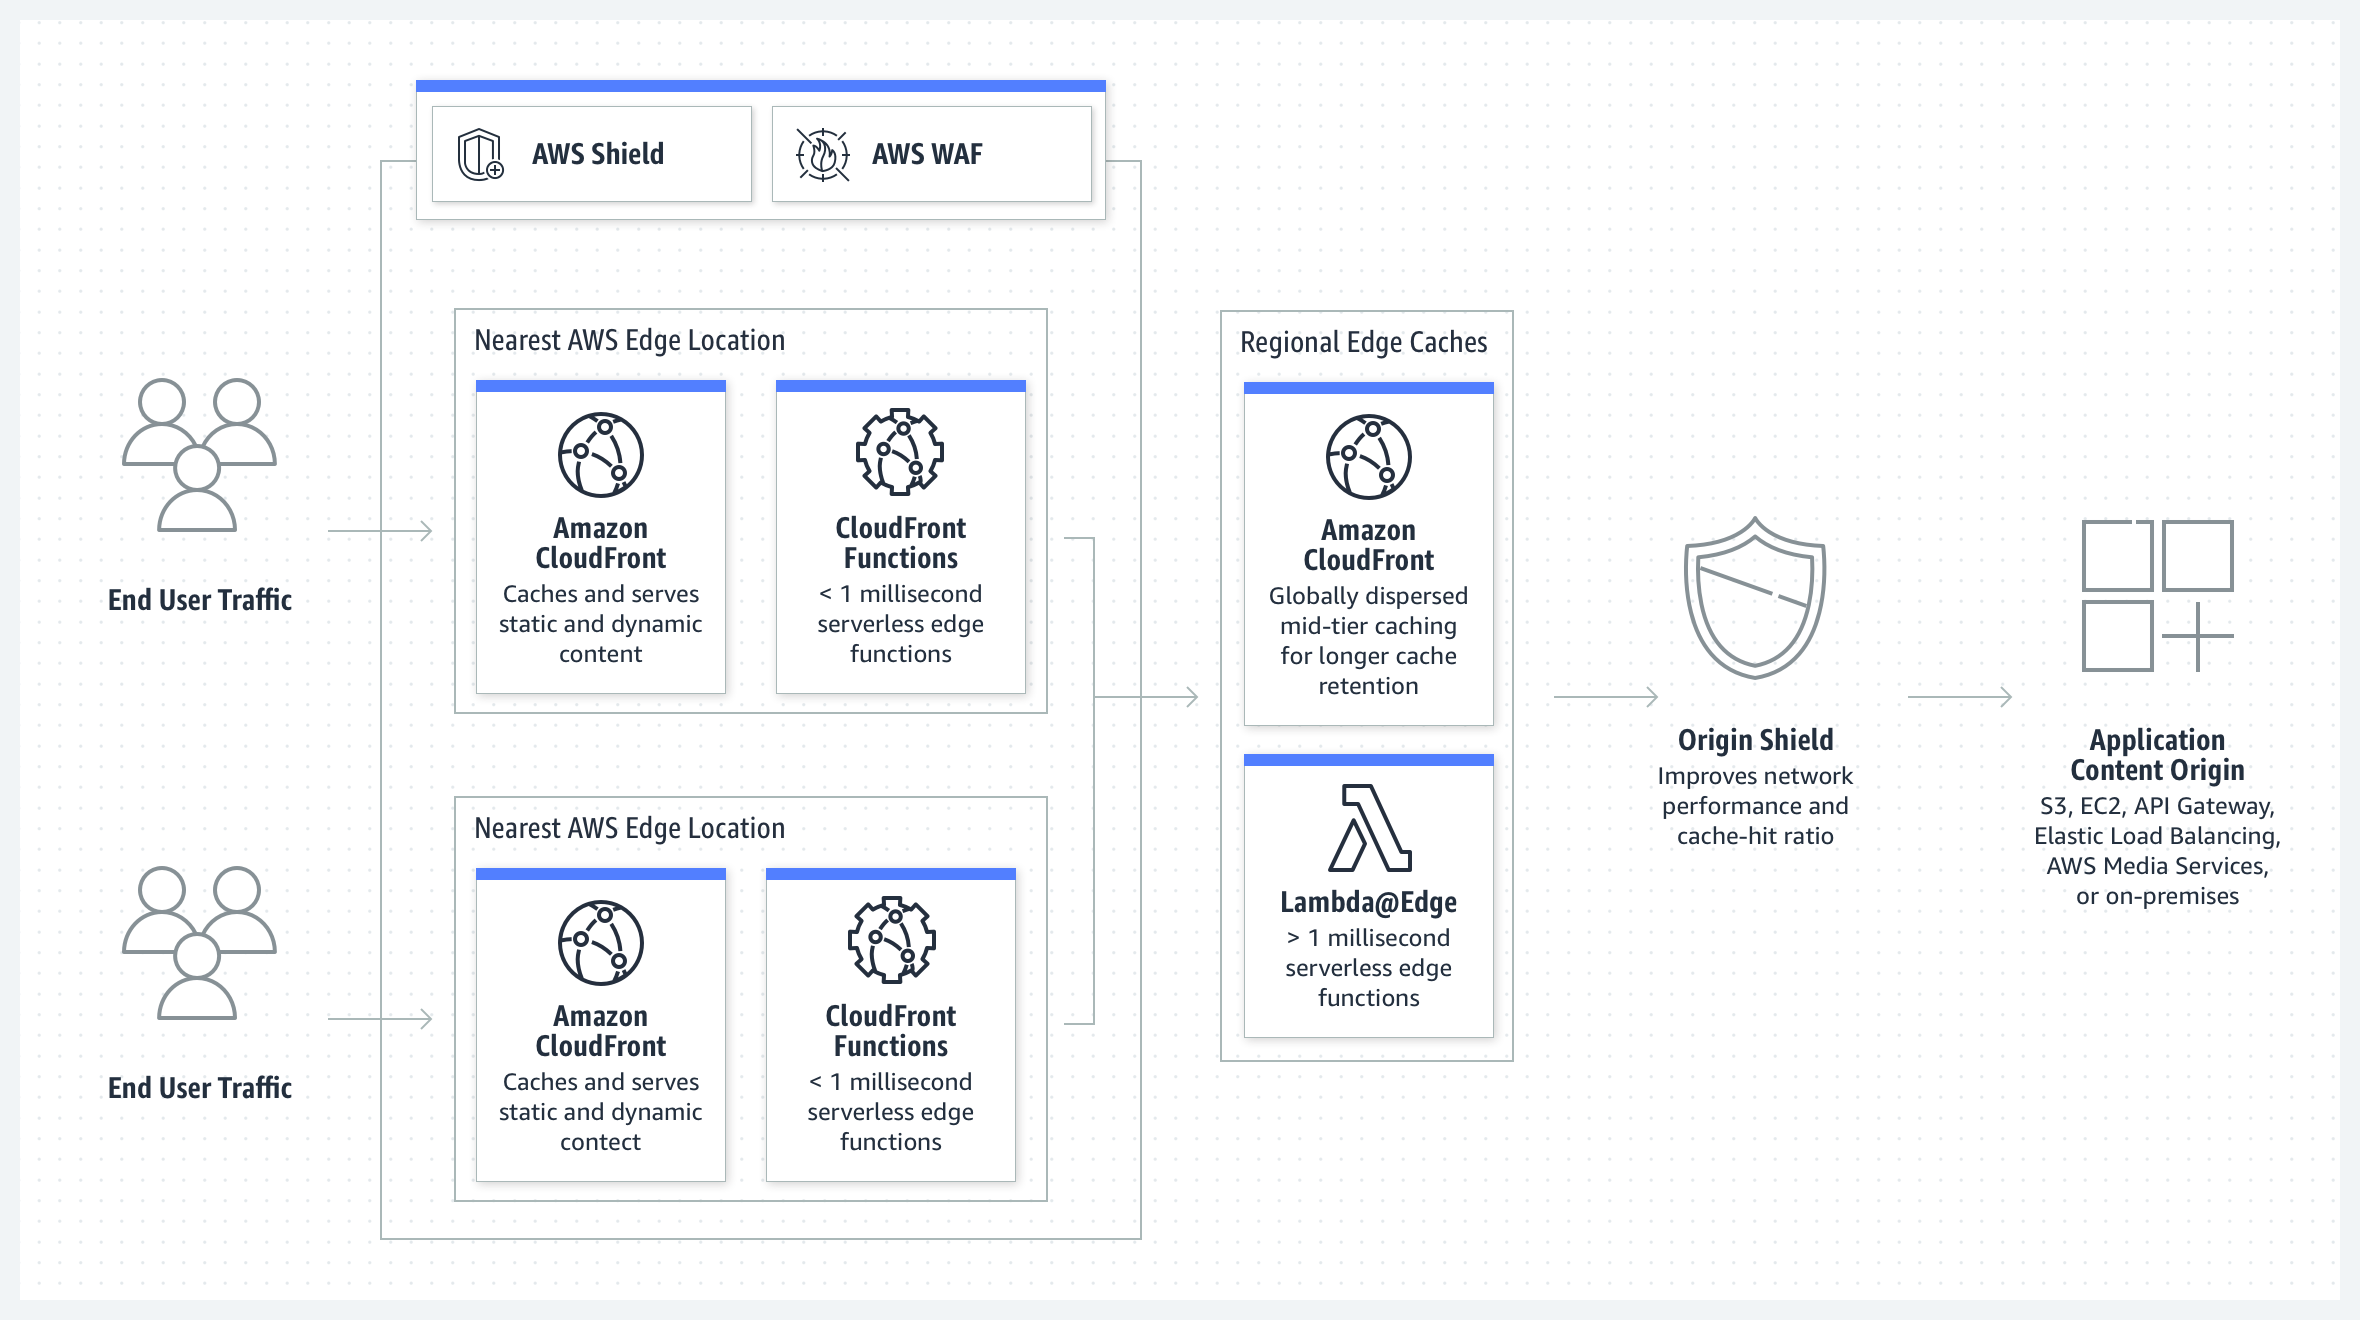 AWS Shield
AWS WAF
End User Traffic
Nearest AWS Edge Location
Amazon
CloudFront
Caches and serves
static and dynamic
content
CloudFront
Functions
< 1 millisecond
serverless edge
functions
End User Traffic
Nearest AWS Edge Location
Amazon
CloudFront
Caches and serves
static and dynamic
contect
CloudFront
Functions
< 1 millisecond
serverless edge
functions
Regional Edge Caches
Amazon
CloudFront
Globally dispersed
mid-tier caching
for longer cache
retention
Lambda@Edge
> 1 millisecond
serverless edge
functions
Origin Shield
Improves network
performance and
cache-hit ratio
Application
Content Origin
S3, EC2, API Gateway,
Elastic Load Balancing,
AWS Media Services,
or on-premises